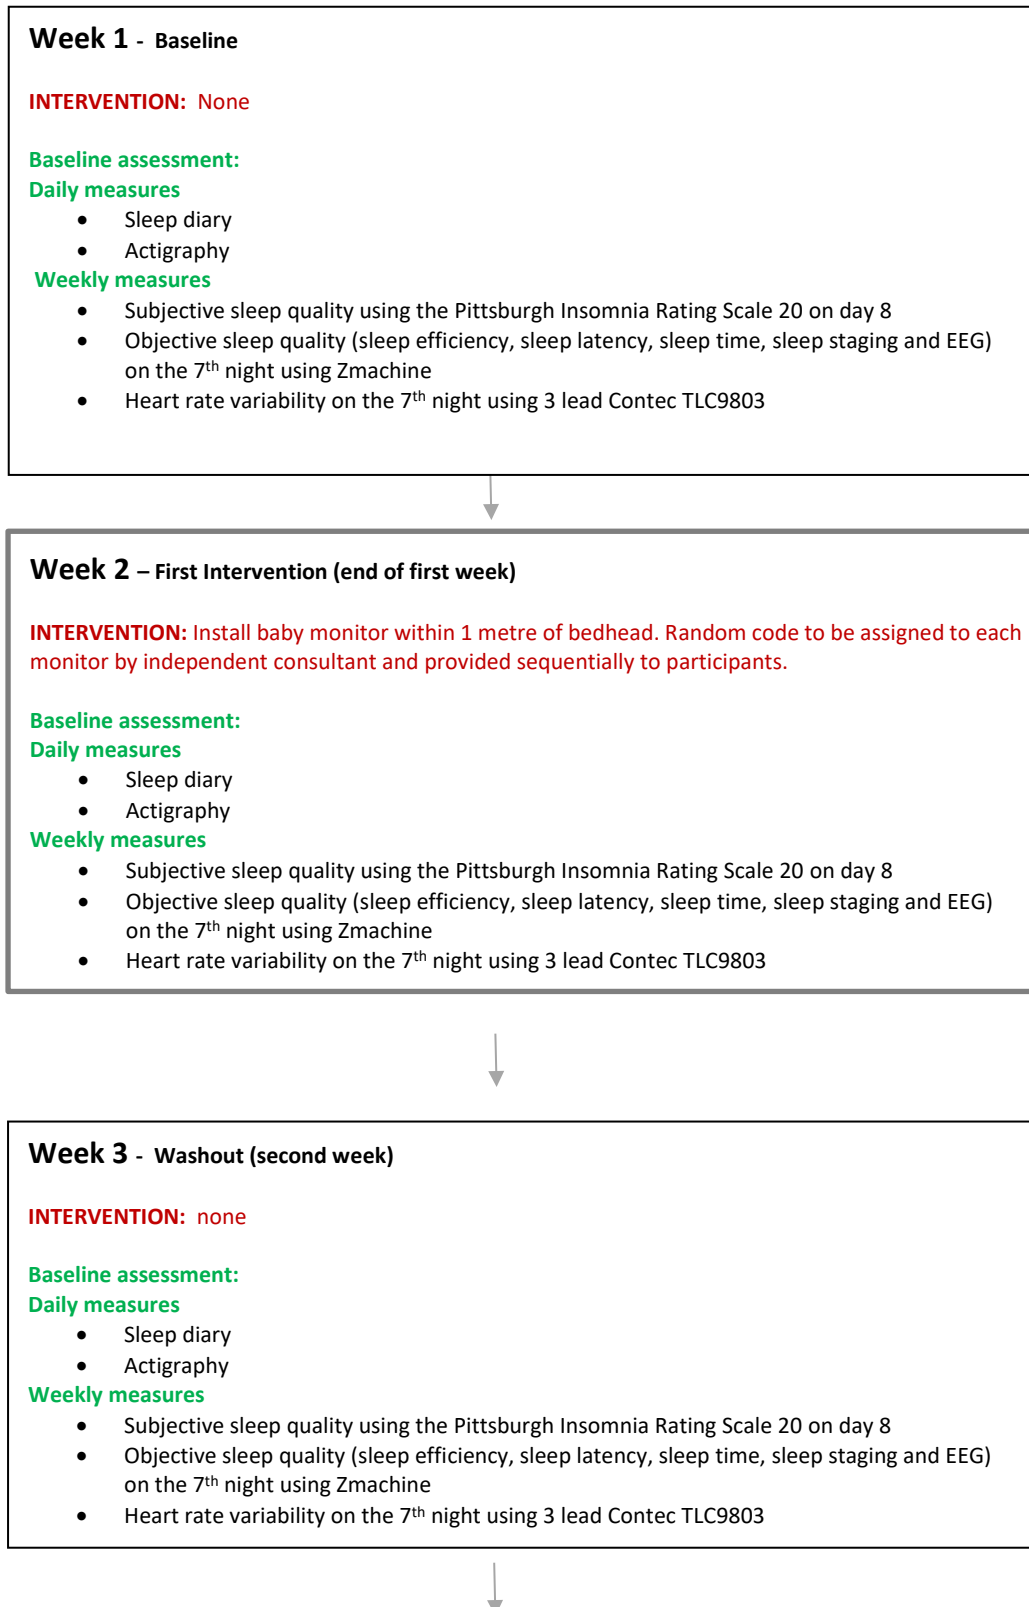 Week 1 - Baseline
INTERVENTION: None
Baseline assessment:
Daily measures
• Sleep diary
• Actigraphy
Weekly measures
• Subjective sleep quality using the Pittsburgh Insomnia Rating Scale 20 on day 8
• Objective sleep quality (sleep efficiency, sleep latency, sleep time, sleep staging and EEG)
on the 7th night using Zmachine
• Heart rate variability on the 7th night using 3 lead Contec TLC9803
Week 2 – First Intervention (end of first week)
INTERVENTION: Install baby monitor within 1 metre of bedhead. Random code to be assigned to each
monitor by independent consultant and provided sequentially to participants.
Baseline assessment:
Daily measures
• Sleep diary
• Actigraphy
Weekly measures
• Subjective sleep quality using the Pittsburgh Insomnia Rating Scale 20 on day 8
• Objective sleep quality (sleep efficiency, sleep latency, sleep time, sleep staging and EEG)
on the 7th night using Zmachine
• Heart rate variability on the 7th night using 3 lead Contec TLC9803
Week 3 - Washout (second week)
INTERVENTION: none
Baseline assessment:
Daily measures
• Sleep diary
• Actigraphy
Weekly measures
• Subjective sleep quality using the Pittsburgh Insomnia Rating Scale 20 on day 8
• Objective sleep quality (sleep efficiency, sleep latency, sleep time, sleep staging and EEG)
on the 7th night using Zmachine
• Heart rate variability on the 7th night using 3 lead Contec TLC9803